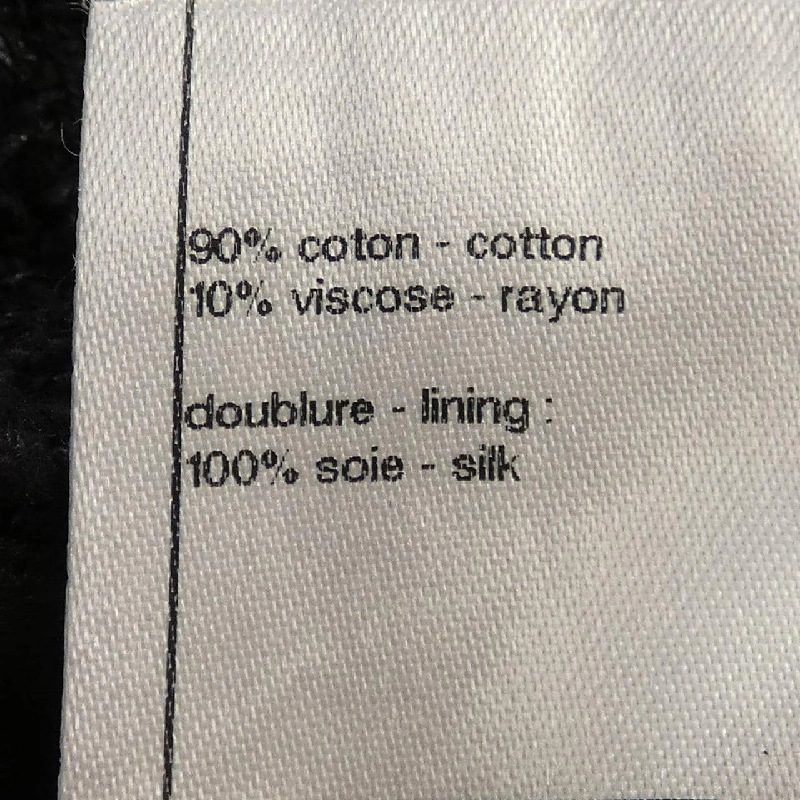 90% coton - cotton
10% viscose - rayon
doublure - lining :
100% soie - silk